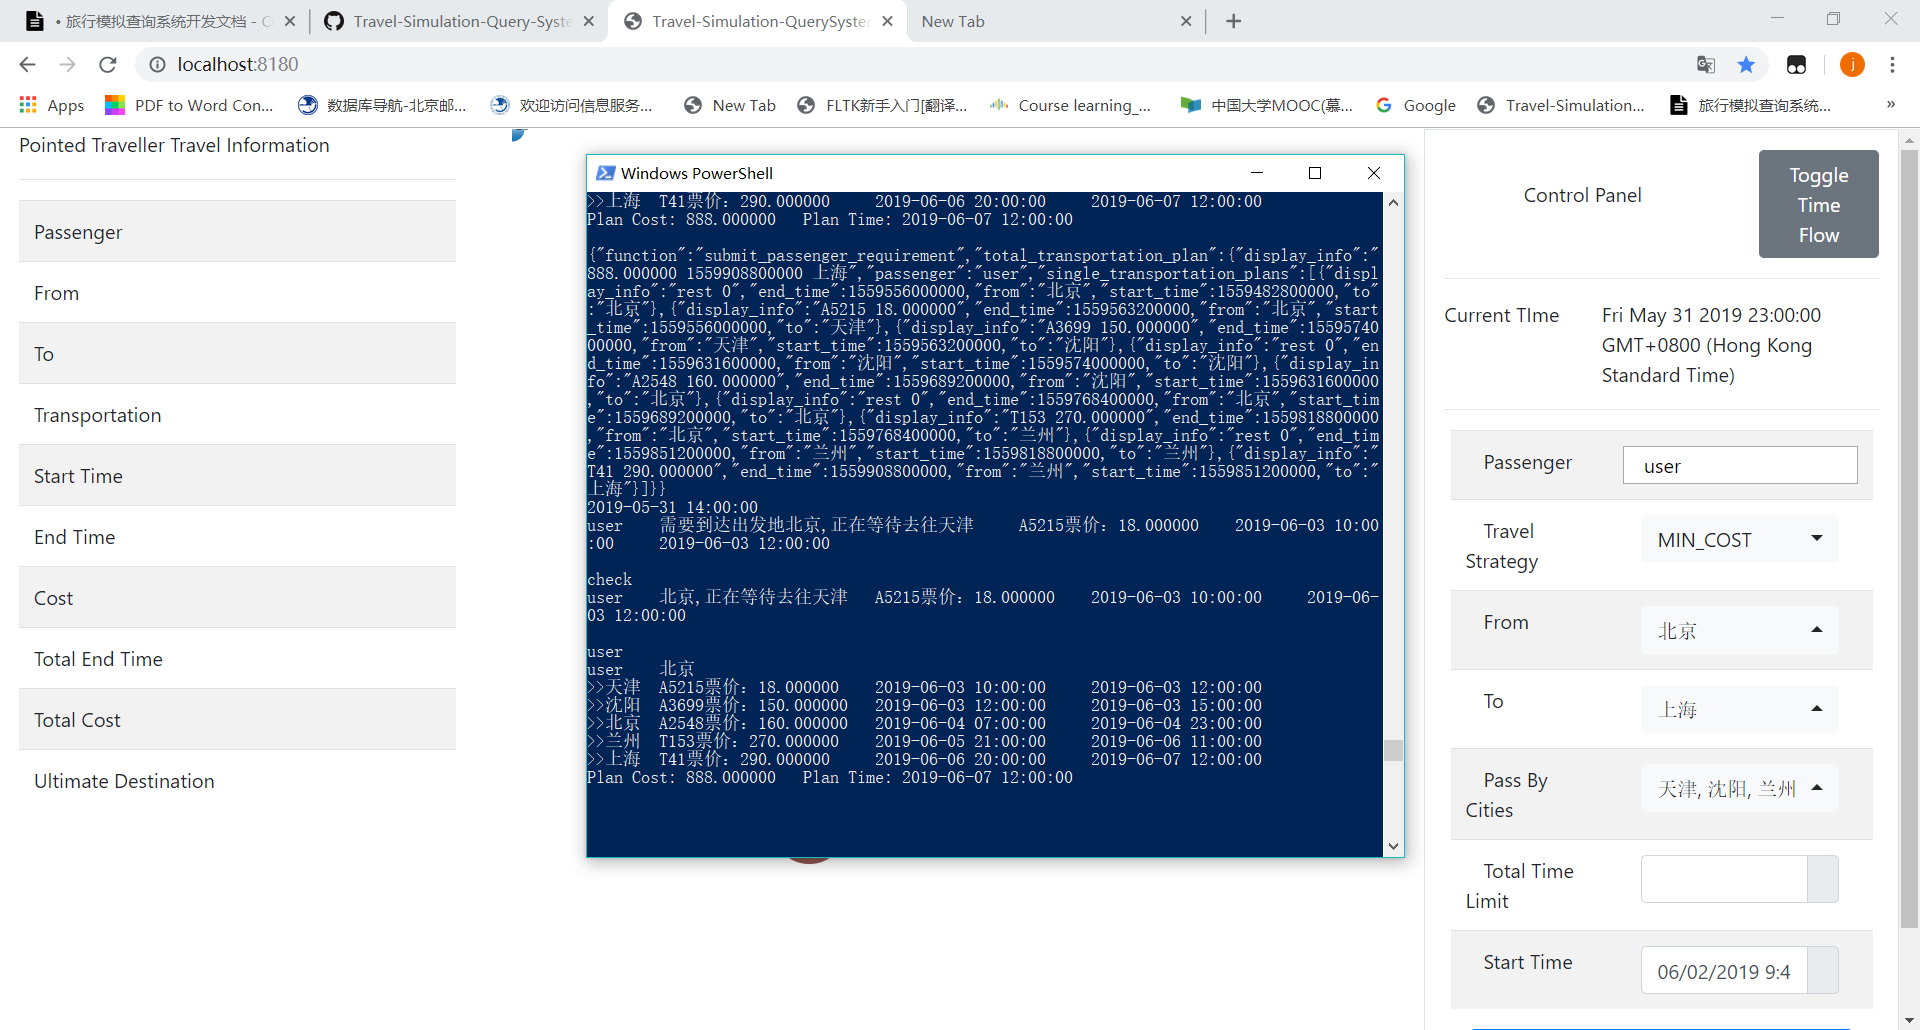 • 旅行模拟查询系统开发文档 - C
Travel-Simulation-Query-Syste
Travel-Simulation-QuerySystem
New Tab
localhost:8180
j
Apps
PDF to Word Con...
数据库导航-北京邮...
欢迎访问信息服务...
New Tab
FLTK新手入门[翻译...
Course learning_...
中国大学MOOC(慕...
Google
Travel-Simulation...
旅行模拟查询系统...
»
Pointed Traveller Travel Information
Passenger
From
To
Transportation
Start Time
End Time
Cost
Total End Time
Total Cost
Ultimate Destination
Windows PowerShell
>>上海  T41票价: 290.000000     2019-06-06 20:00:00     2019-06-07 12:00:00
Plan Cost: 888.000000   Plan Time: 2019-06-07 12:00:00
{"function":"submit_passenger_requirement","total_transportation_plan":{"display_info":"
888.000000 1559908800000 上海","passenger":"user","single_transportation_plans":[{"displ
ay_info":"rest 0","end_time":1559556000000,"from":"北京","start_time":1559482800000,"to"
:"北京"},{"display_info":"A5215 18.000000","end_time":1559563200000,"from":"北京","start
_time":1559556000000,"to":"天津"},{"display_info":"A3699 150.000000","end_time":15595740
00000,"from":"天津","start_time":1559563200000,"to":"沈阳"},{"display_info":"rest 0","en
d_time":1559631600000,"from":"沈阳","start_time":1559574000000,"to":"沈阳"},{"display_in
fo":"A2548 160.000000","end_time":1559689200000,"from":"沈阳","start_time":1559631600000
,"to":"北京"},{"display_info":"rest 0","end_time":1559768400000,"from":"北京","start_tim
e":1559689200000,"to":"北京"},{"display_info":"T153 270.000000","end_time":1559818800000
,"from":"北京","start_time":1559768400000,"to":"兰州"},{"display_info":"rest 0","end_tim
e":1559851200000,"from":"兰州","start_time":1559818800000,"to":"兰州"},{"display_info":"
T41 290.000000","end_time":1559908800000,"from":"兰州","start_time":1559851200000,"to":"
上海"}]}}
2019-05-31 14:00:00
user    需要到达出发地北京,正在等待去往天津     A5215票价: 18.000000    2019-06-03 10:00
:00     2019-06-03 12:00:00
check
user    北京,正在等待去往天津   A5215票价: 18.000000    2019-06-03 10:00:00     2019-06-
03 12:00:00
user
user    北京
>>天津  A5215票价: 18.000000    2019-06-03 10:00:00     2019-06-03 12:00:00
>>沈阳  A3699票价: 150.000000   2019-06-03 12:00:00     2019-06-03 15:00:00
>>北京  A2548票价: 160.000000   2019-06-04 07:00:00     2019-06-04 23:00:00
>>兰州  T153票价: 270.000000    2019-06-05 21:00:00     2019-06-06 11:00:00
>>上海  T41票价: 290.000000     2019-06-06 20:00:00     2019-06-07 12:00:00
Plan Cost: 888.000000   Plan Time: 2019-06-07 12:00:00
Control Panel
Toggle
Time
Flow
Current TIme
Fri May 31 2019 23:00:00
GMT+0800 (Hong Kong
Standard Time)
Passenger
user
Travel
Strategy
MIN_COST
From
北京
To
上海
Pass By
Cities
天津, 沈阳, 兰州
Total Time
Limit
Start Time
06/02/2019 9:4